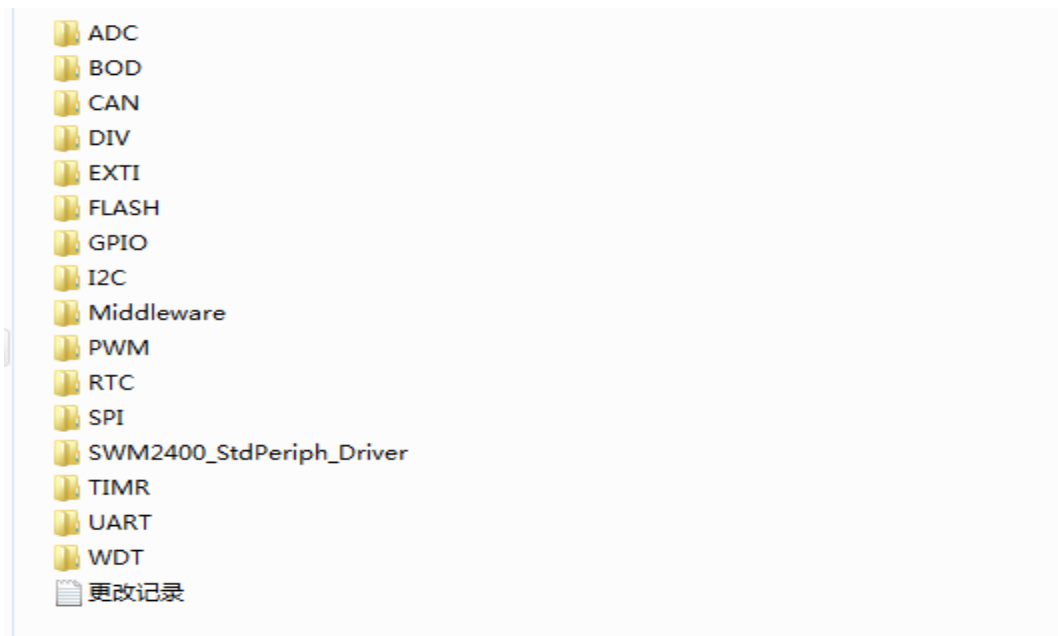 ADC
BOD
CAN
DIV
EXTI
FLASH
GPIO
I2C
Middleware
PWM
RTC
SPI
SWM2400_StdPeriph_Driver
TIMR
UART
WDT
更改记录